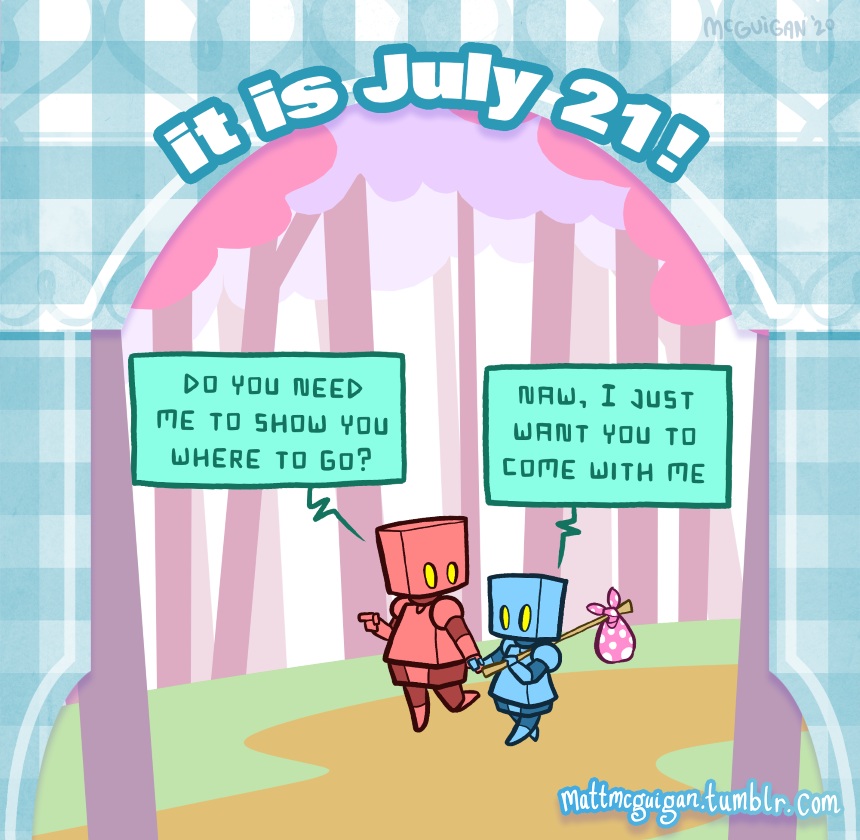 McGUIGAN '20
it is July 21!
DO YOU NEED
ME TO SHOW YOU
WHERE TO GO?
NAW, I JUST
WANT YOU TO
COME WITH ME
mattmcguigan.tumblr.com